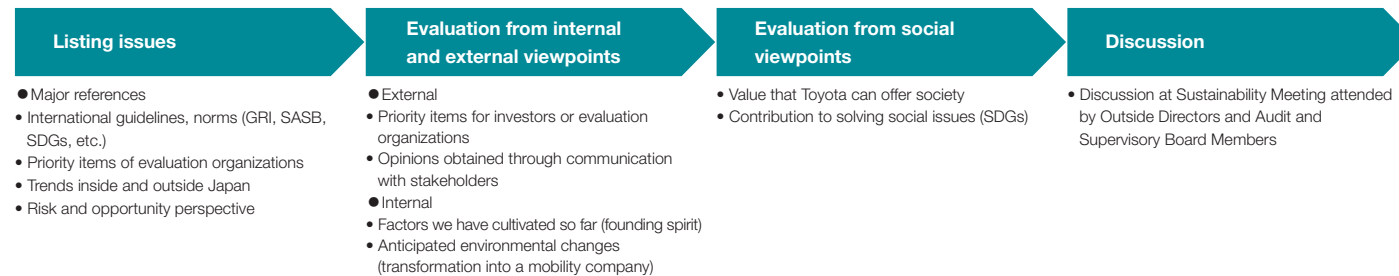 Listing issues
● Major references
• International guidelines, norms (GRI, SASB,
SDGs, etc.)
• Priority items of evaluation organizations
• Trends inside and outside Japan
• Risk and opportunity perspective
Evaluation from internal
and external viewpoints
● External
• Priority items for investors or evaluation
organizations
• Opinions obtained through communication
with stakeholders
● Internal
• Factors we have cultivated so far (founding spirit)
• Anticipated environmental changes
(transformation into a mobility company)
Evaluation from social
viewpoints
• Value that Toyota can offer society
• Contribution to solving social issues (SDGs)
Discussion
• Discussion at Sustainability Meeting attended
by Outside Directors and Audit and
Supervisory Board Members